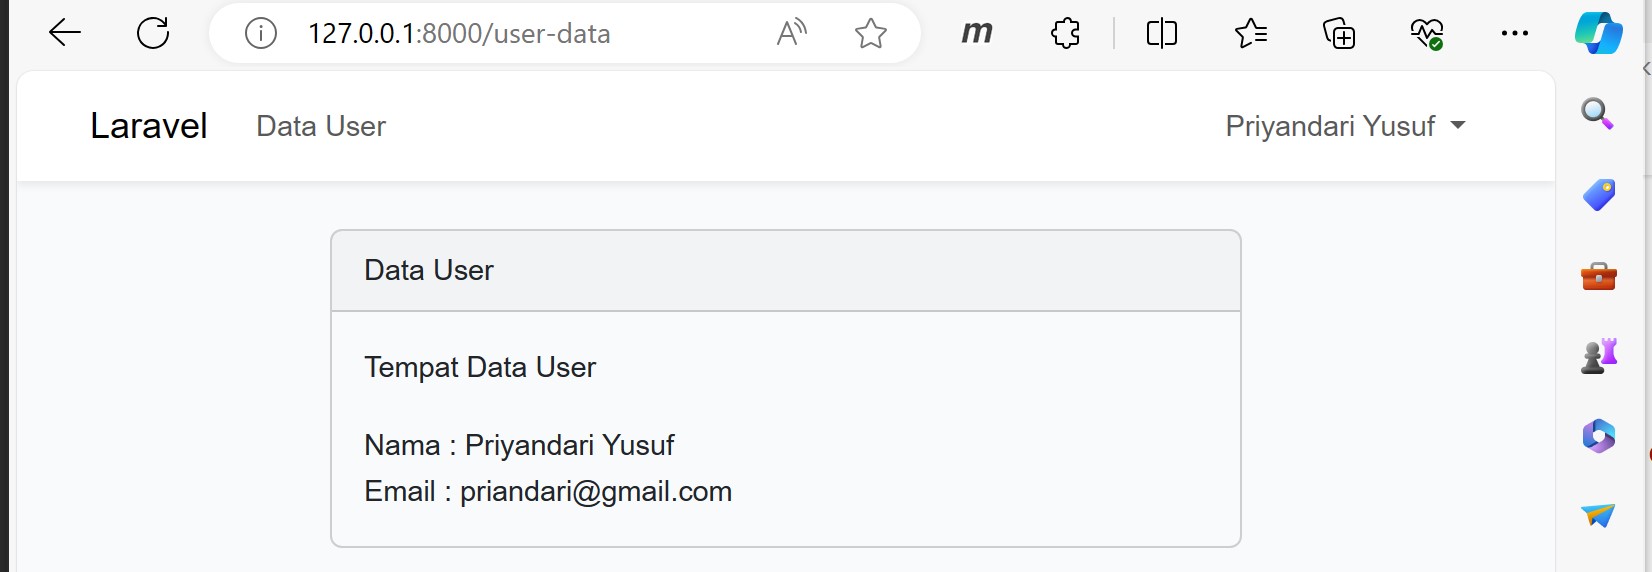 127.0.0.1:8000/user-data
Laravel Data User Priyandari Yusuf
Data User
Tempat Data User
Nama : Priyandari Yusuf
Email : priandari@gmail.com